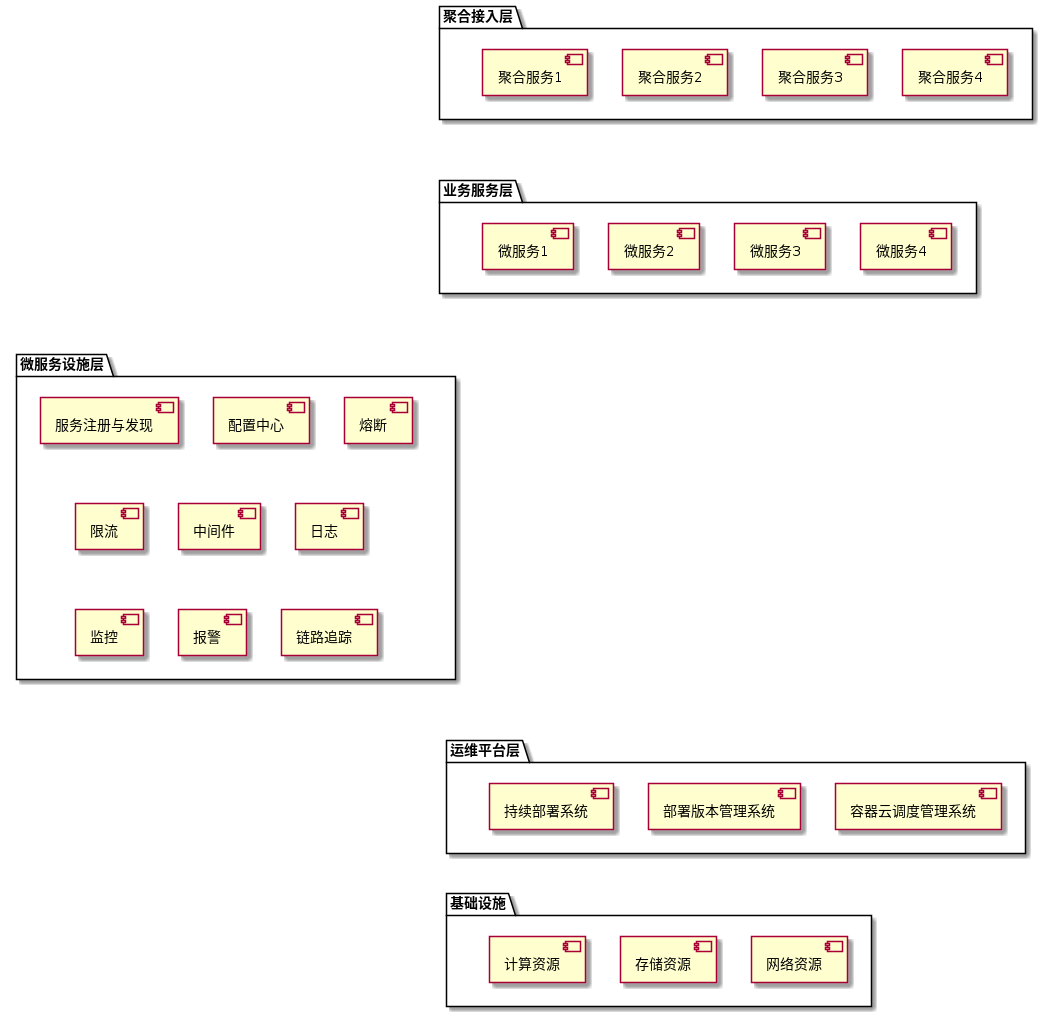 聚合接入层
聚合服务1 聚合服务2 聚合服务3 聚合服务4
业务服务层
微服务1 微服务2 微服务3 微服务4
微服务设施层
服务注册与发现 配置中心 熔断
限流 中间件 日志
监控 报警 链路追踪
运维平台层
持续部署系统 部署版本管理系统 容器云调度管理系统
基础设施
计算资源 存储资源 网络资源